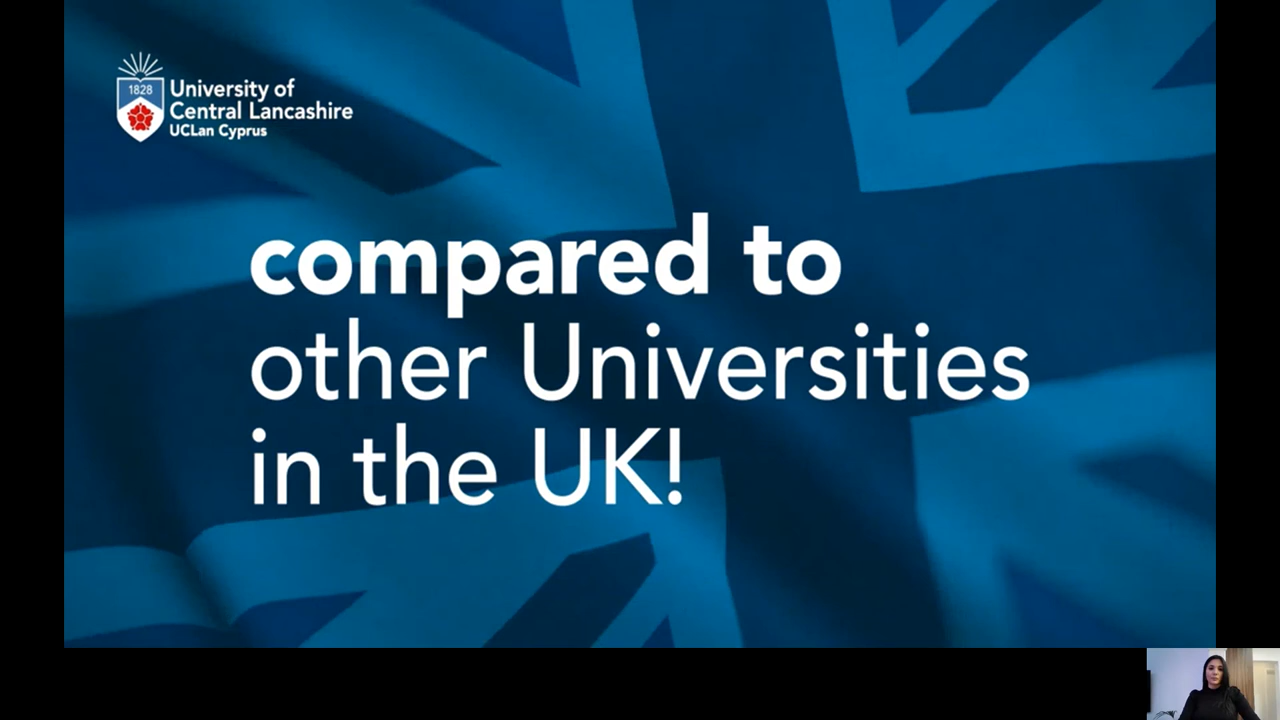 1828
University of
Central Lancashire
UCLan Cyprus
compared to
other Universities
in the UK!